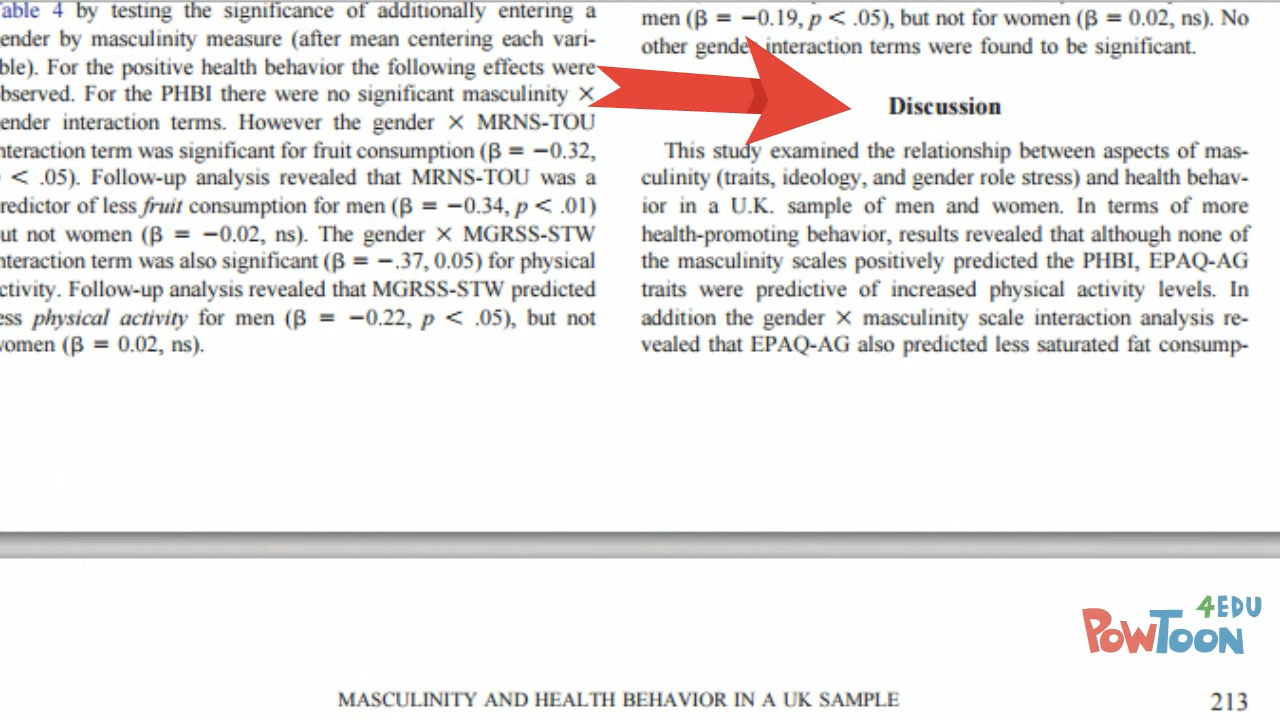 Table 4 by testing the significance of additionally entering a
ender by masculinity measure (after mean centering each vari-
ble). For the positive health behavior the following effects were
bserved. For the PHBI there were no significant masculinity ×
ender interaction terms. However the gender × MRNS-TOU
nteraction term was significant for fruit consumption (β = −0.32,
< .05). Follow-up analysis revealed that MRNS-TOU was a
redictor of less fruit consumption for men (β = −0.34, p < .01)
ut not women (β = −0.02, ns). The gender × MGRSS-STW
nteraction term was also significant (β = −.37, 0.05) for physical
ctivity. Follow-up analysis revealed that MGRSS-STW predicted
ess physical activity for men (β = −0.22, p < .05), but not
women (β = 0.02, ns).
men (β = −0.19, p < .05), but not for women (β = 0.02, ns). No
other gender interaction terms were found to be significant.
Discussion
This study examined the relationship between aspects of mas-
culinity (traits, ideology, and gender role stress) and health behav-
ior in a U.K. sample of men and women. In terms of more
health-promoting behavior, results revealed that although none of
the masculinity scales positively predicted the PHBI, EPAQ-AG
traits were predictive of increased physical activity levels. In
addition the gender × masculinity scale interaction analysis re-
vealed that EPAQ-AG also predicted less saturated fat consump-
4EDU
POWTOON
MASCULINITY AND HEALTH BEHAVIOR IN A UK SAMPLE
213